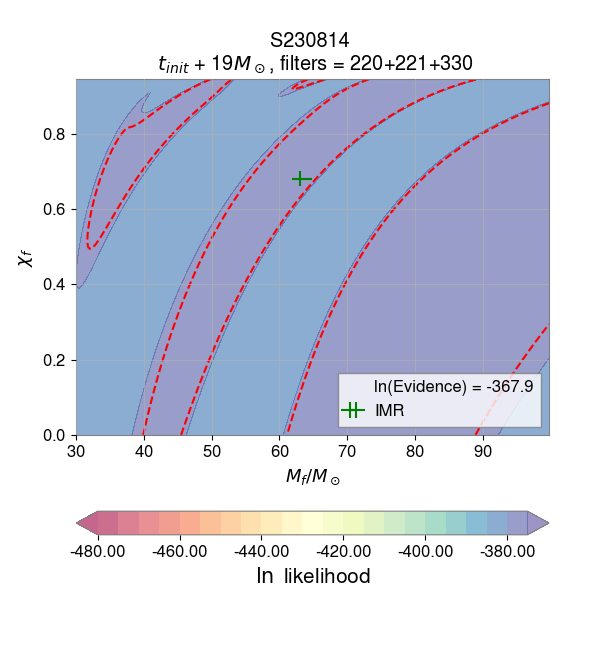 S230814
t_init + 19M_⊙, filters = 220+221+330
χ_f
0.8
0.6
0.4
0.2
0.0
ln(Evidence) = -367.9
IMR
30 40 50 60 70 80 90
M_f/M_⊙
-480.00 -460.00 -440.00 -420.00 -400.00 -380.00
ln likelihood